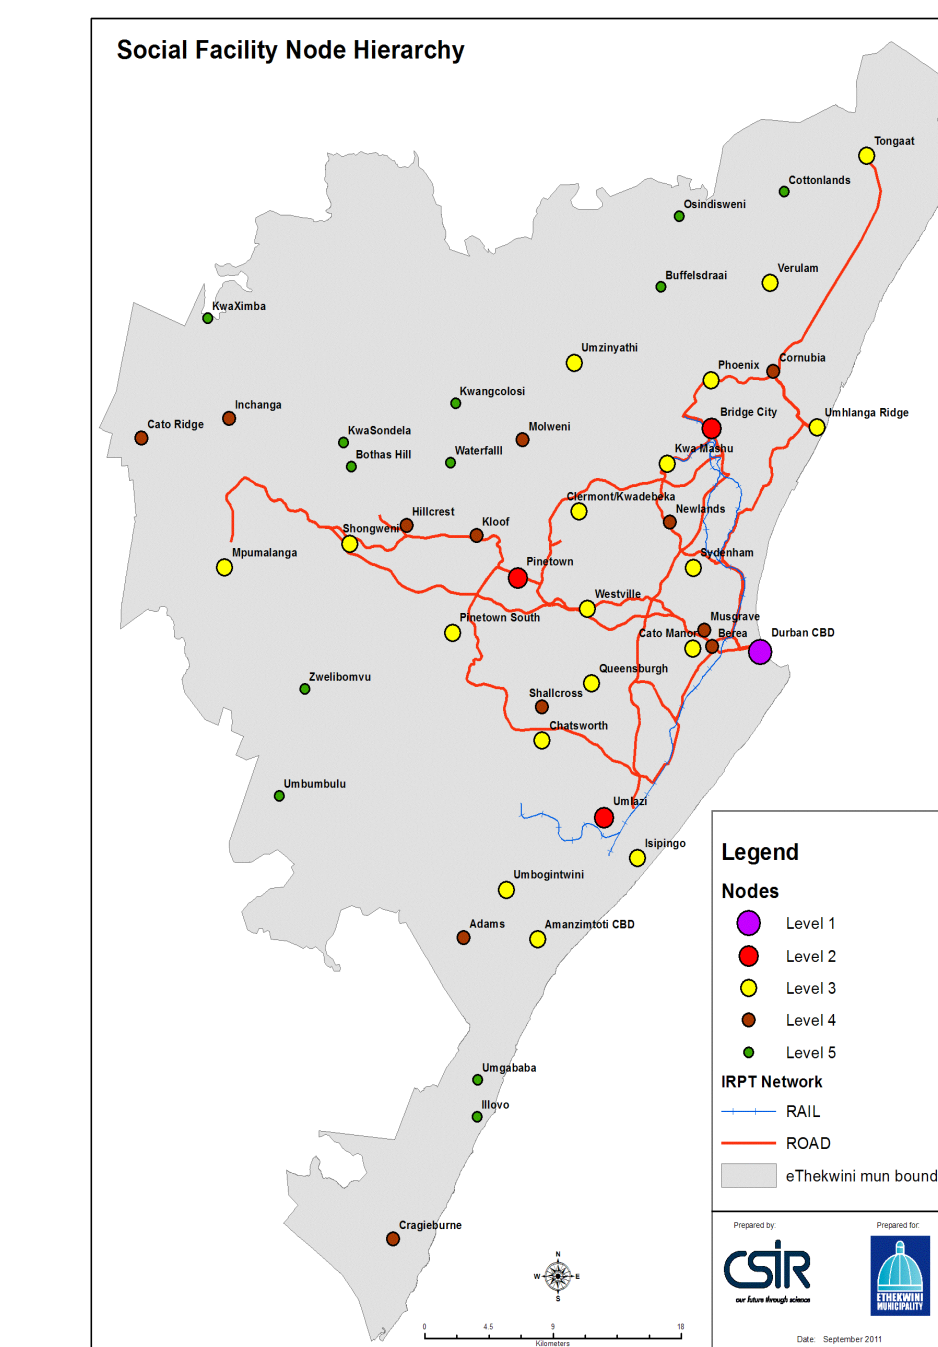 Social Facility Node Hierarchy
Tongaat
Cottonlands
Osindisweni
Verulam
Buffelsdraai
KwaXimba
Umzinyathi
Cornubia
Phoenix
Kwangcolosi
Inchanga
Bridge City
Umhlanga Ridge
Cato Ridge
Molweni
KwaSondela
Kwa Mashu
Waterfalll
Bothas Hill
Clermont/Kwadebeka
Newlands
Hillcrest
Kloof
Shongweni
Mpumalanga
Sydenham
Pinetown
Westville
Pinetown South
Musgrave
Cato Manor
Berea
Durban CBD
Queensburgh
Zwelibomvu
Shallcross
Chatsworth
Umbumbulu
Umlazi
Isipingo
Umbogintwini
Adams
Amanzimtoti CBD
Umgababa
Illovo
Cragieburne
Legend
Nodes
Level 1
Level 2
Level 3
Level 4
Level 5
IRPT Network
RAIL
ROAD
eThekwini mun bound
Prepared by:
Prepared for:
CSIR
our future through science
ETHEKWINI
MUNICIPALITY
N
W E
S
0 4.5 9 18
Kilometers
Date: September 2011